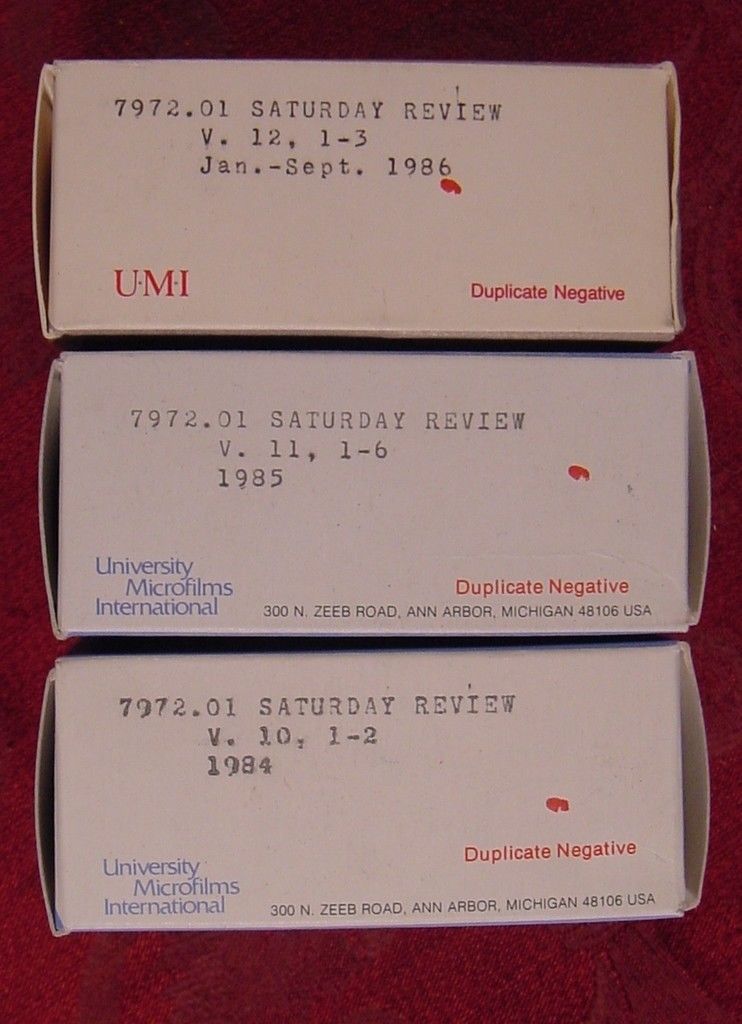 7972.01 SATURDAY REVIEW
V. 12, 1-3
Jan.-Sept. 1986
U·M·I
Duplicate Negative
7972.01 SATURDAY REVIEW
V. 11, 1-6
1985
University
Microfilms
International
Duplicate Negative
300 N. ZEEB ROAD, ANN ARBOR, MICHIGAN 48106 USA
7972.01 SATURDAY REVIEW
V. 10, 1-2
1984
University
Microfilms
International
Duplicate Negative
300 N. ZEEB ROAD, ANN ARBOR, MICHIGAN 48106 USA